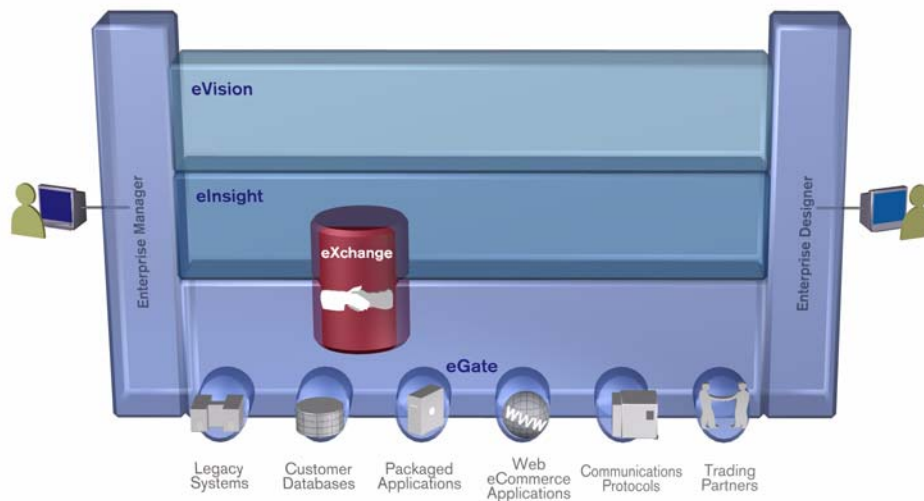 eVision
eInsight
eXchange
Enterprise Manager
Enterprise Designer
eGate
www
Legacy
Systems
Customer
Databases
Packaged
Applications
Web
eCommerce
Applications
Communications
Protocols
Trading
Partners